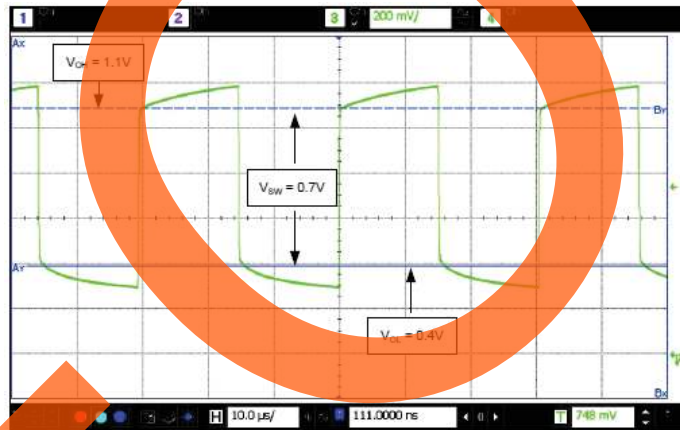 1 2 3 200 mV/ 4
Ax
V_OH = 1.1V
BY
V_SW = 0.7V
AY
V_OL = 0.4V
Bx
H 10.0 µs/ 111.0000 ns T 748 mV